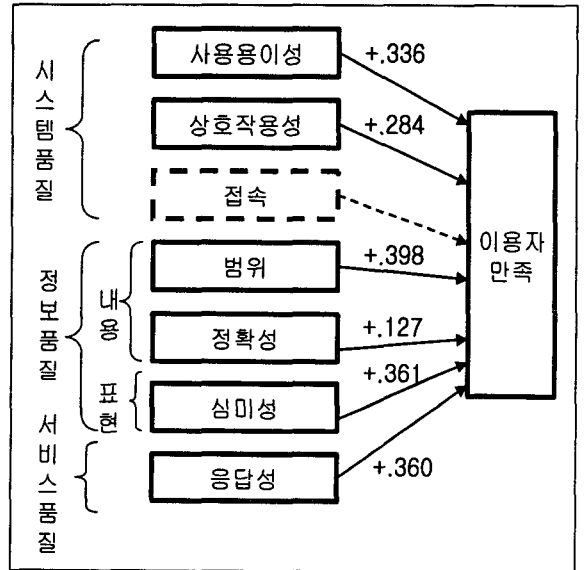 시스템품질
사용용이성
+.336
상호작용성
+.284
접속
정보품질
내용
범위
+.398
정확성
+.127
표현
심미성
+.361
서비스품질
응답성
+.360
이용자
만족